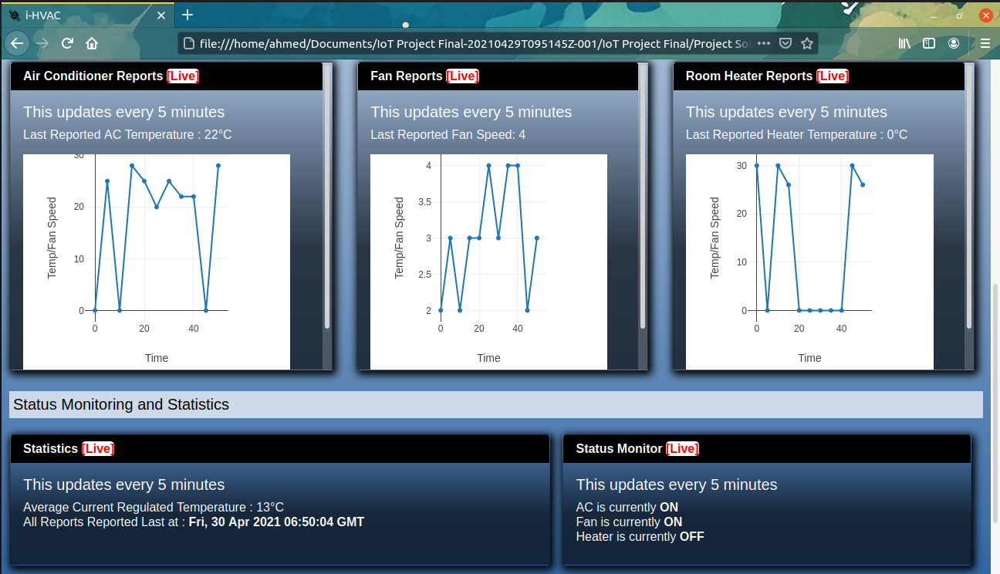 i-HVAC
file:///home/ahmed/Documents/IoT Project Final-20210429T095145Z-001/IoT Project Final/Project Sou
Air Conditioner Reports [Live]
This updates every 5 minutes
Last Reported AC Temperature : 22°C
30
20
10
0
0 20 40
Temp/Fan Speed
Time
Fan Reports [Live]
This updates every 5 minutes
Last Reported Fan Speed: 4
4
3.5
3
2.5
2
0 20 40
Temp/Fan Speed
Time
Room Heater Reports [Live]
This updates every 5 minutes
Last Reported Heater Temperature : 0°C
30
20
10
0
0 20 40
Temp/Fan Speed
Time
Status Monitoring and Statistics
Statistics [Live]
This updates every 5 minutes
Average Current Regulated Temperature : 13°C
All Reports Reported Last at : Fri, 30 Apr 2021 06:50:04 GMT
Status Monitor [Live]
This updates every 5 minutes
AC is currently ON
Fan is currently ON
Heater is currently OFF